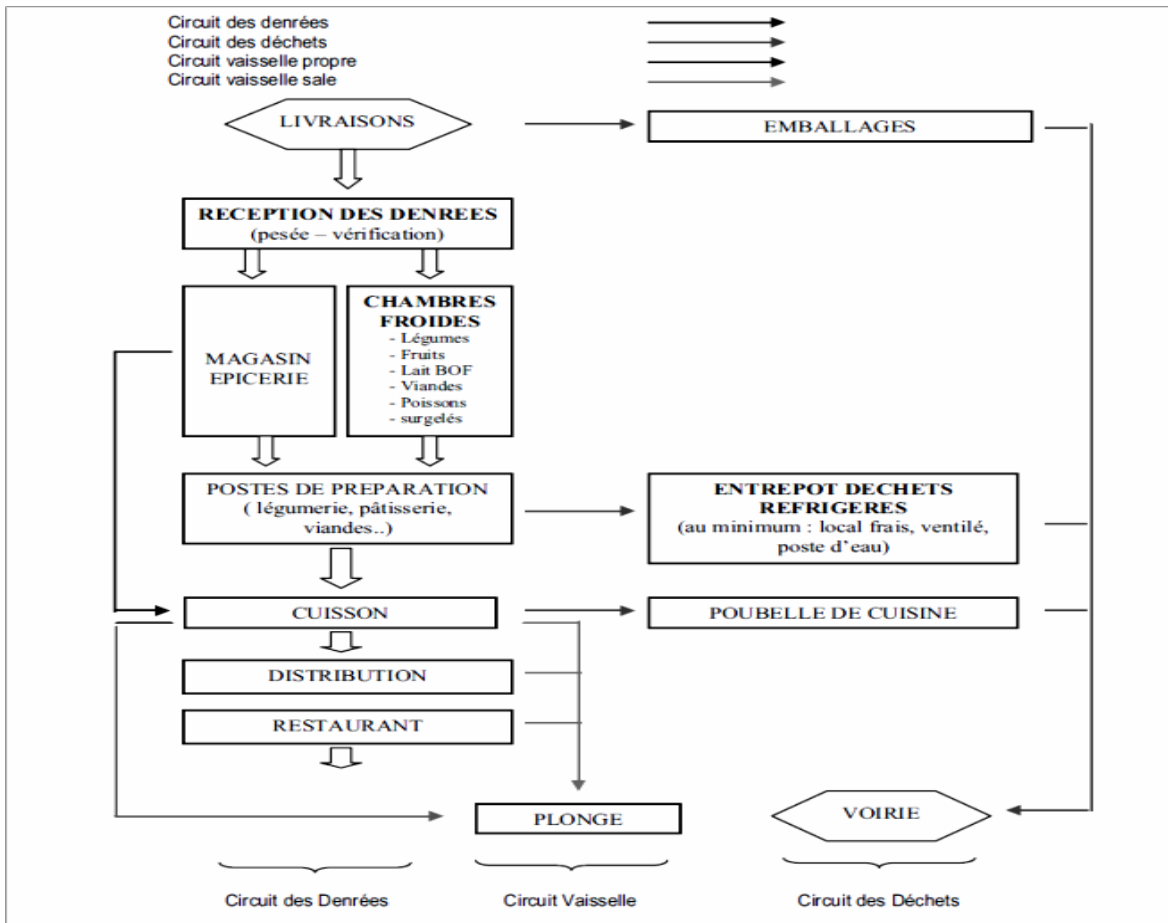 Circuit des denrées
Circuit des déchets
Circuit vaisselle propre
Circuit vaisselle sale
LIVRAISONS
EMBALLAGES
RECEPTION DES DENREES
(pesée – vérification)
MAGASIN
EPICERIE
CHAMBRES
FROIDES
- Légumes
- Fruits
- Lait BOF
- Viandes
- Poissons
- surgelés
POSTES DE PREPARATION
( légumerie, pâtisserie,
viandes..)
ENTREPOT DECHETS
REFRIGERES
(au minimum : local frais, ventilé,
poste d'eau)
CUISSON
POUBELLE DE CUISINE
DISTRIBUTION
RESTAURANT
PLONGE
VOIRIE
Circuit des Denrées
Circuit Vaisselle
Circuit des Déchets